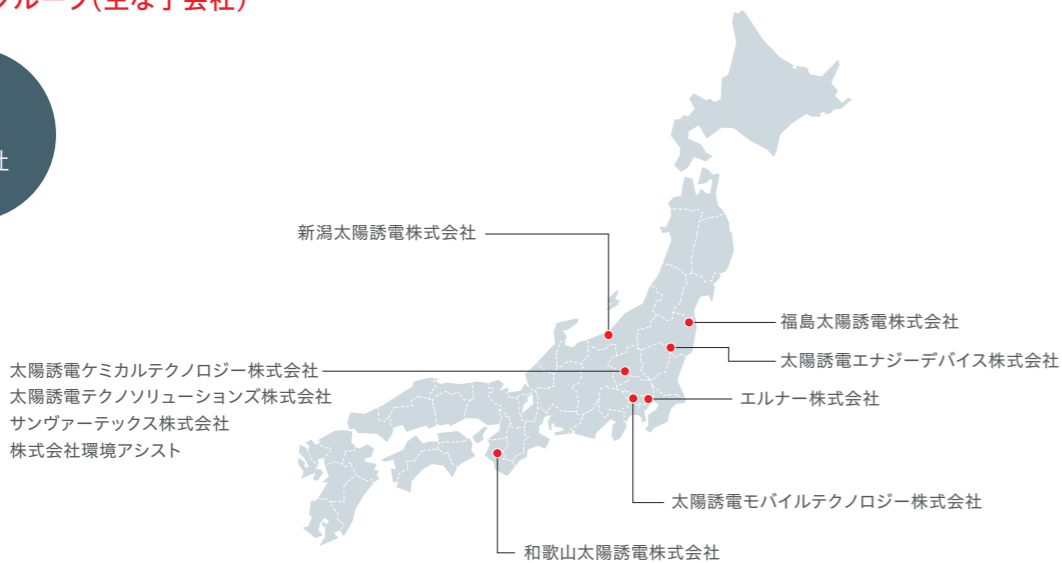 グループ(主な子会社)
社
新潟太陽誘電株式会社
福島太陽誘電株式会社
太陽誘電エナジーデバイス株式会社
太陽誘電ケミカルテクノロジー株式会社
太陽誘電テクノソリューションズ株式会社
サンヴァーテックス株式会社
株式会社環境アシスト
エルナー株式会社
太陽誘電モバイルテクノロジー株式会社
和歌山太陽誘電株式会社